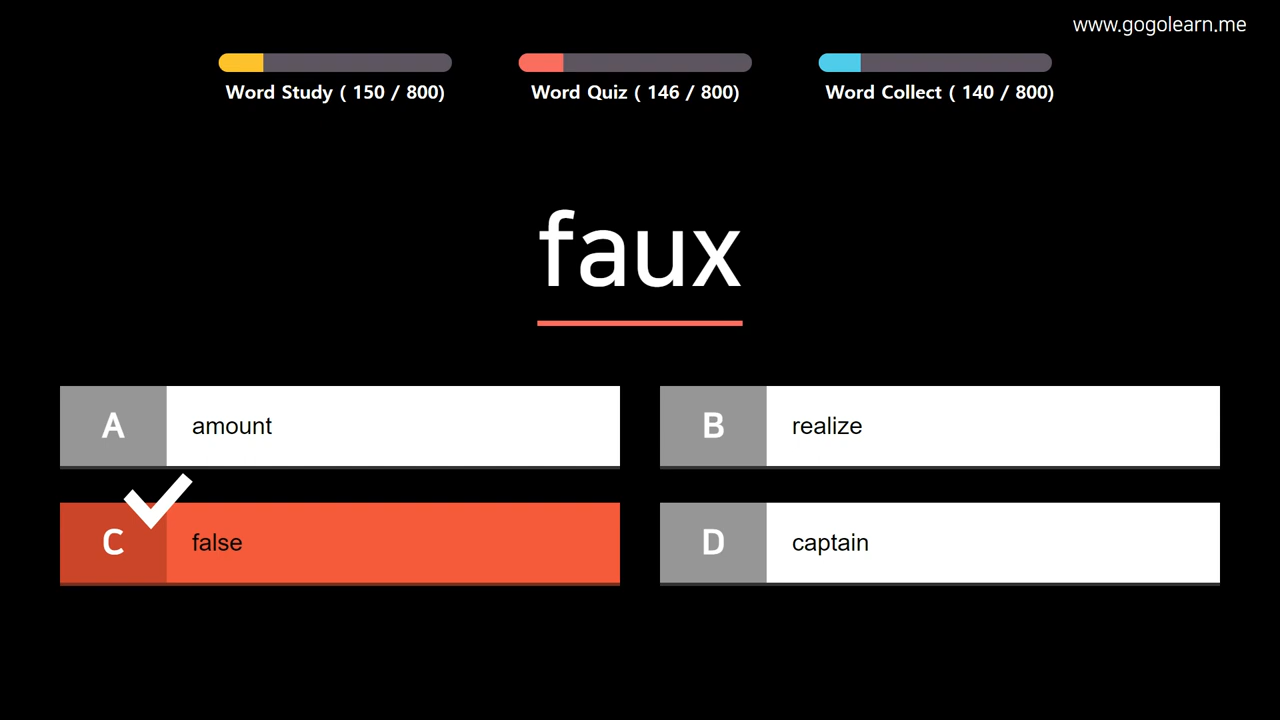 www.gogolearn.me
Word Study ( 150 / 800)
Word Quiz ( 146 / 800)
Word Collect ( 140 / 800)
faux
A amount
B realize
C false
D captain